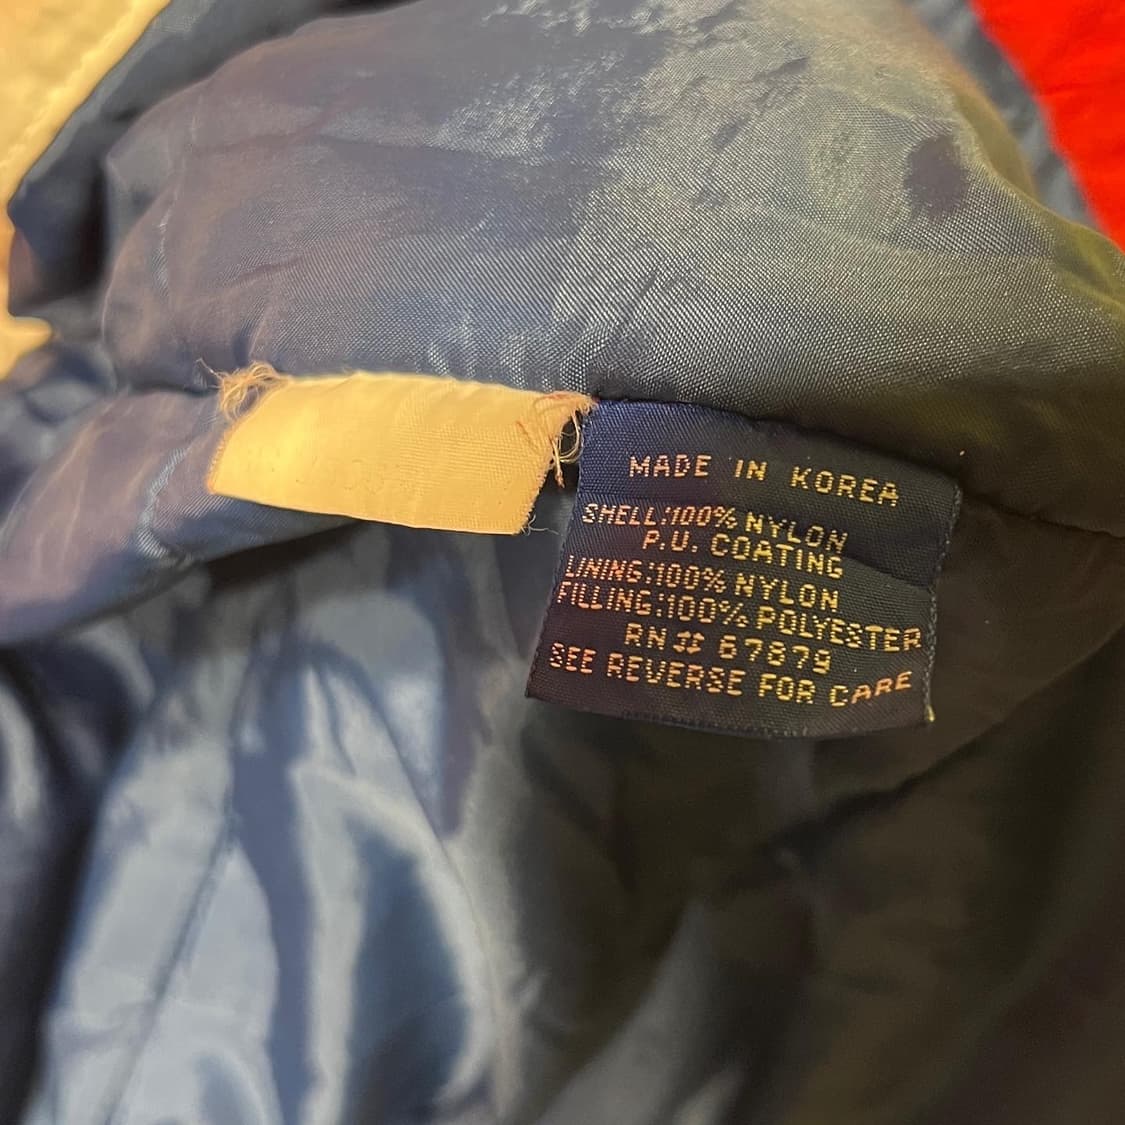 MADE IN KOREA
SHELL:100% NYLON
P.U. COATING
LINING:100% NYLON
FILLING:100% POLYESTER
RN# 67879
SEE REVERSE FOR CARE